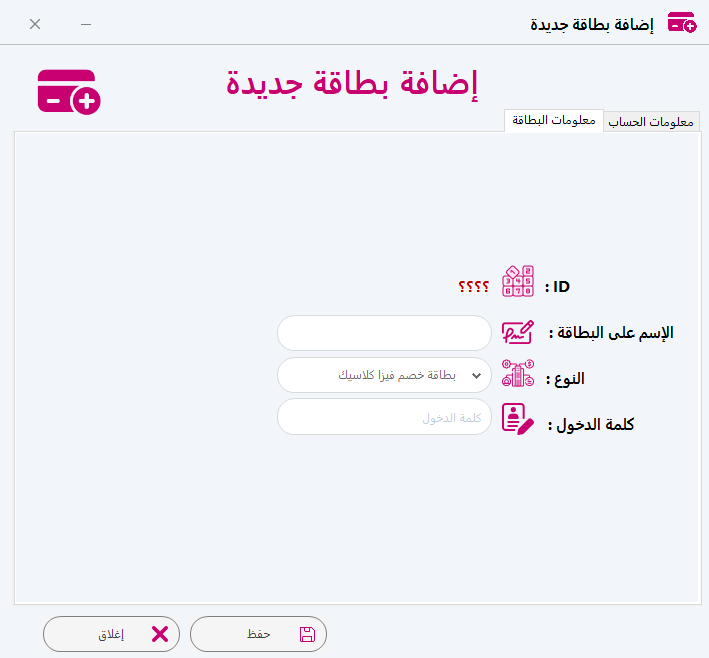 إضافة بطاقة جديدة
إضافة بطاقة جديدة
معلومات الحساب
معلومات البطاقة
ID : ؟؟؟؟
الإسم على البطاقة :
النوع : بطاقة خصم فيزا كلاسيك
كلمة الدخول : كلمة الدخول
حفظ
إغلاق